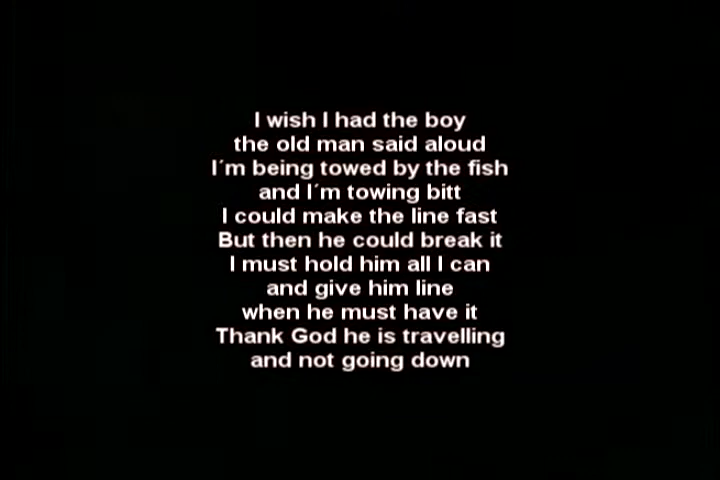 I wish I had the boy
the old man said aloud
I´m being towed by the fish
and I´m towing bitt
I could make the line fast
But then he could break it
I must hold him all I can
and give him line
when he must have it
Thank God he is travelling
and not going down